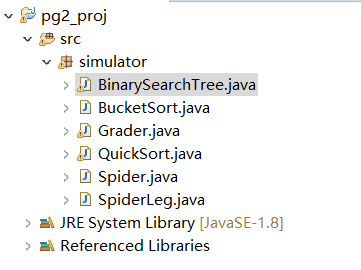 pg2_proj
src
simulator
BinarySearchTree.java
BucketSort.java
Grader.java
QuickSort.java
Spider.java
SpiderLeg.java
JRE System Library [JavaSE-1.8]
Referenced Libraries